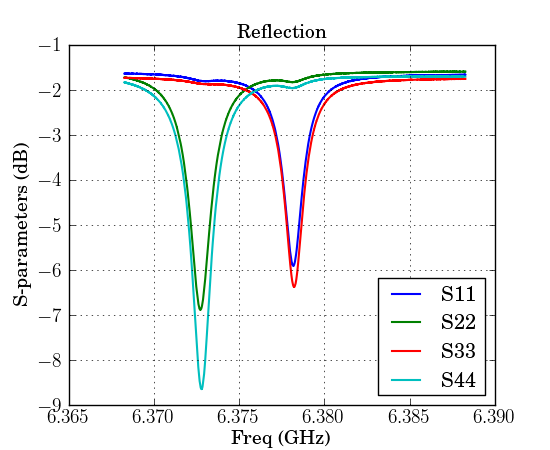 Reflection
−1
−2
−3
−4
−5
−6
−7
−8
−9
S-parameters (dB)
6.365 6.370 6.375 6.380 6.385 6.390
Freq (GHz)
S11
S22
S33
S44